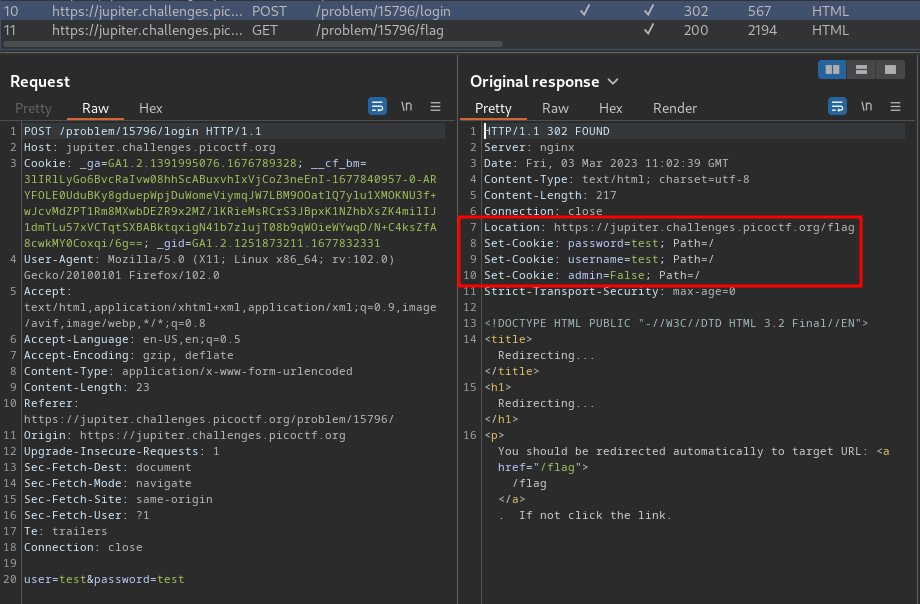 10 https://jupiter.challenges.pic... POST /problem/15796/login ✓ ✓ 302 567 HTML
11 https://jupiter.challenges.pic... GET /problem/15796/flag ✓ 200 2194 HTML
Request
Pretty Raw Hex \n
1 POST /problem/15796/login HTTP/1.1
2 Host: jupiter.challenges.picoctf.org
3 Cookie: _ga=GA1.2.1391995076.1676789328; __cf_bm=
3lIRlLyGo6BvcRaIvw08hhScABuxvhIxVjCoZ3neEnI-1677840957-0-AR
YFOLE0UduBKy8gduepWpjDuWomeViymqJW7LBM9OOatlQ7ylu1XMOKNU3f+
wJcvMdZPT1Rm8MXwbDEZR9x2MZ/lKRieMsRCrS3JBpxK1NZhbXsZK4milIJ
1dmTLu57xVCTqtSXBABktqxigN41b7zlujT08b9qWOieWYwqD/N+C4ksZfA
8cwkMY0Coxqi/6g==; _gid=GA1.2.1251873211.1677832331
4 User-Agent: Mozilla/5.0 (X11; Linux x86_64; rv:102.0)
Gecko/20100101 Firefox/102.0
5 Accept:
text/html,application/xhtml+xml,application/xml;q=0.9,image
/avif,image/webp,*/*;q=0.8
6 Accept-Language: en-US,en;q=0.5
7 Accept-Encoding: gzip, deflate
8 Content-Type: application/x-www-form-urlencoded
9 Content-Length: 23
10 Referer:
https://jupiter.challenges.picoctf.org/problem/15796/
11 Origin: https://jupiter.challenges.picoctf.org
12 Upgrade-Insecure-Requests: 1
13 Sec-Fetch-Dest: document
14 Sec-Fetch-Mode: navigate
15 Sec-Fetch-Site: same-origin
16 Sec-Fetch-User: ?1
17 Te: trailers
18 Connection: close
19
20 user=test&password=test
Original response
Pretty Raw Hex Render \n
1 HTTP/1.1 302 FOUND
2 Server: nginx
3 Date: Fri, 03 Mar 2023 11:02:39 GMT
4 Content-Type: text/html; charset=utf-8
5 Content-Length: 217
6 Connection: close
7 Location: https://jupiter.challenges.picoctf.org/flag
8 Set-Cookie: password=test; Path=/
9 Set-Cookie: username=test; Path=/
10 Set-Cookie: admin=False; Path=/
11 Strict-Transport-Security: max-age=0
12
13 <!DOCTYPE HTML PUBLIC "-//W3C//DTD HTML 3.2 Final//EN">
14 <title>
Redirecting...
</title>
15 <h1>
Redirecting...
</h1>
16 <p>
You should be redirected automatically to target URL: <a
href="/flag">
/flag
</a>
. If not click the link.